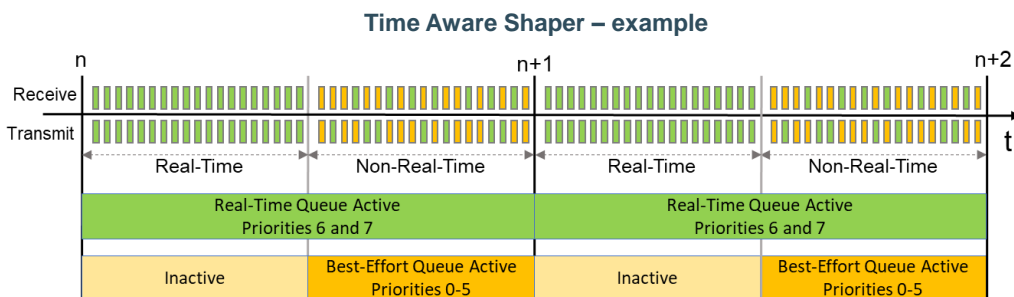 Time Aware Shaper – example
n
n+1
n+2
Receive
Transmit
t
Real-Time
Non-Real-Time
Real-Time
Non-Real-Time
Real-Time Queue Active
Priorities 6 and 7
Real-Time Queue Active
Priorities 6 and 7
Inactive
Best-Effort Queue Active
Priorities 0-5
Inactive
Best-Effort Queue Active
Priorities 0-5